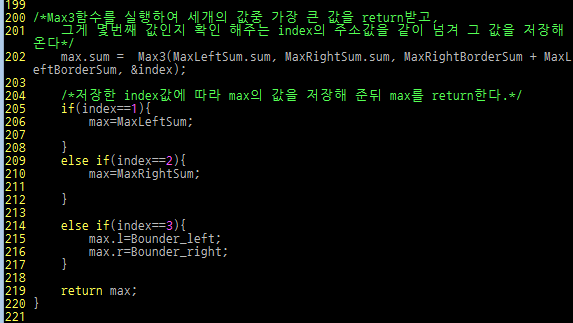 199
200 /*Max3함수를 실행하여 세개의 값중 가장 큰 값을 return받고,
201     그게 몇번째 값인지 확인 해주는 index의 주소값을 같이 넘겨 그 값을 저장해
온다*/
202     max.sum =  Max3(MaxLeftSum.sum, MaxRightSum.sum, MaxRightBorderSum + MaxL
eftBorderSum, &index);
203
204     /*저장한 index값에 따라 max의 값을 저장해 준뒤 max를 return한다.*/
205     if(index==1){
206         max=MaxLeftSum;
207
208     }
209     else if(index==2){
210         max=MaxRightSum;
211
212     }
213
214     else if(index==3){
215         max.l=Bounder_left;
216         max.r=Bounder_right;
217     }
218
219     return max;
220 }
221